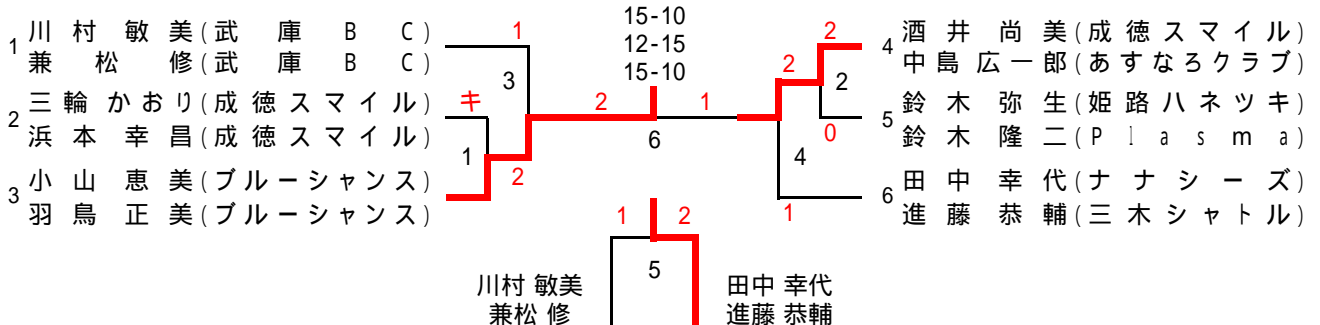 1 川村敏美(武庫BC)
兼松修(武庫BC)
2 三輪かおり(成徳スマイル)
浜本幸昌(成徳スマイル)
3 小山恵美(ブルーシャンス)
羽鳥正美(ブルーシャンス)
1
3
キ
1
2
2
15-10
12-15
15-10
6
1
2
2
2
0
4
1
4 酒井尚美(成徳スマイル)
中島広一郎(あすなろクラブ)
5 鈴木弥生(姫路ハネツキ)
鈴木隆二(Plasma)
6 田中幸代(ナナシーズ)
進藤恭輔(三木シャトル)
1 2
5
川村 敏美
兼松 修
田中 幸代
進藤 恭輔